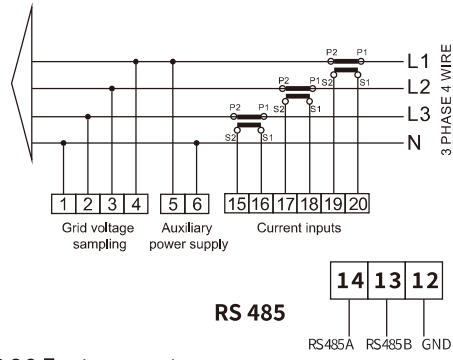 P2 P1
L1
P2 P1 S2 S1
L2
P2 P1 S2 S1
L3
S2 S1
N
3 PHASE 4 WIRE
1 2 3 4 5 6 15 16 17 18 19 20
Grid voltage sampling
Auxiliary power supply
Current inputs
14 13 12
RS 485
RS485A RS485B GND